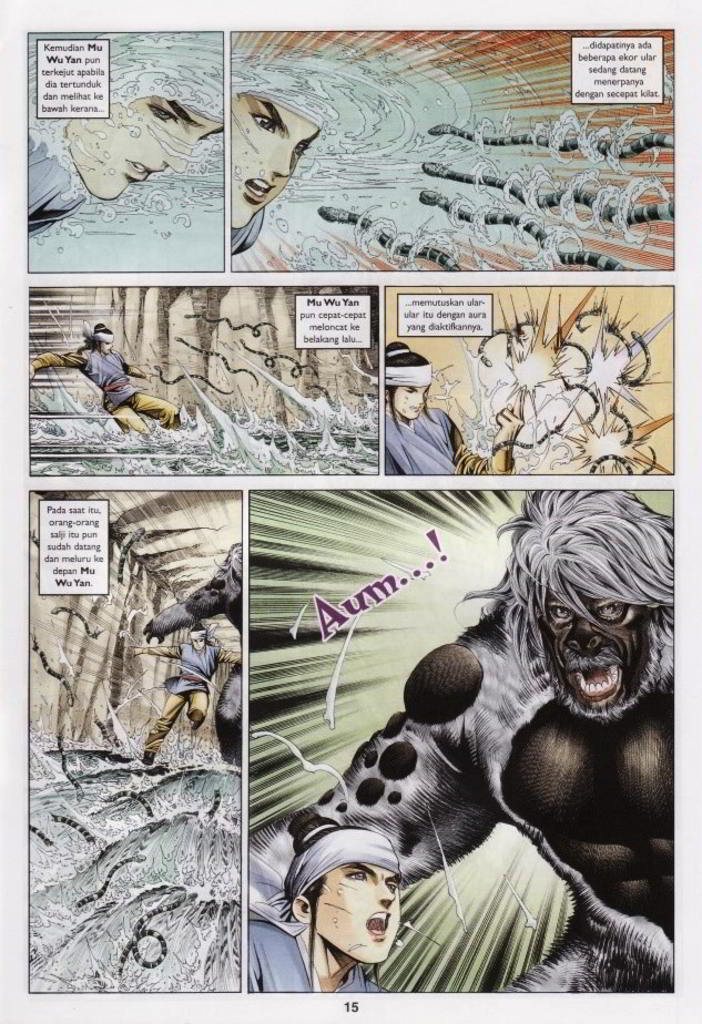 Kemudian Mu
Wu Yan pun
terkejut apabila
dia tertunduk
dan melihat ke
bawah kerana...
...didapatinya ada
beberapa ekor ular
sedang datang
menerpanya
dengan secepat kilat.
Mu Wu Yan
pun cepat-cepat
meloncat ke
belakang lalu...
...memutuskan ular-
ular itu dengan aura
yang diaktifkannya.
Pada saat itu,
orang-orang
salji itu pun
sudah datang
dan meluru ke
depan Mu
Wu Yan.
Aum...!
15